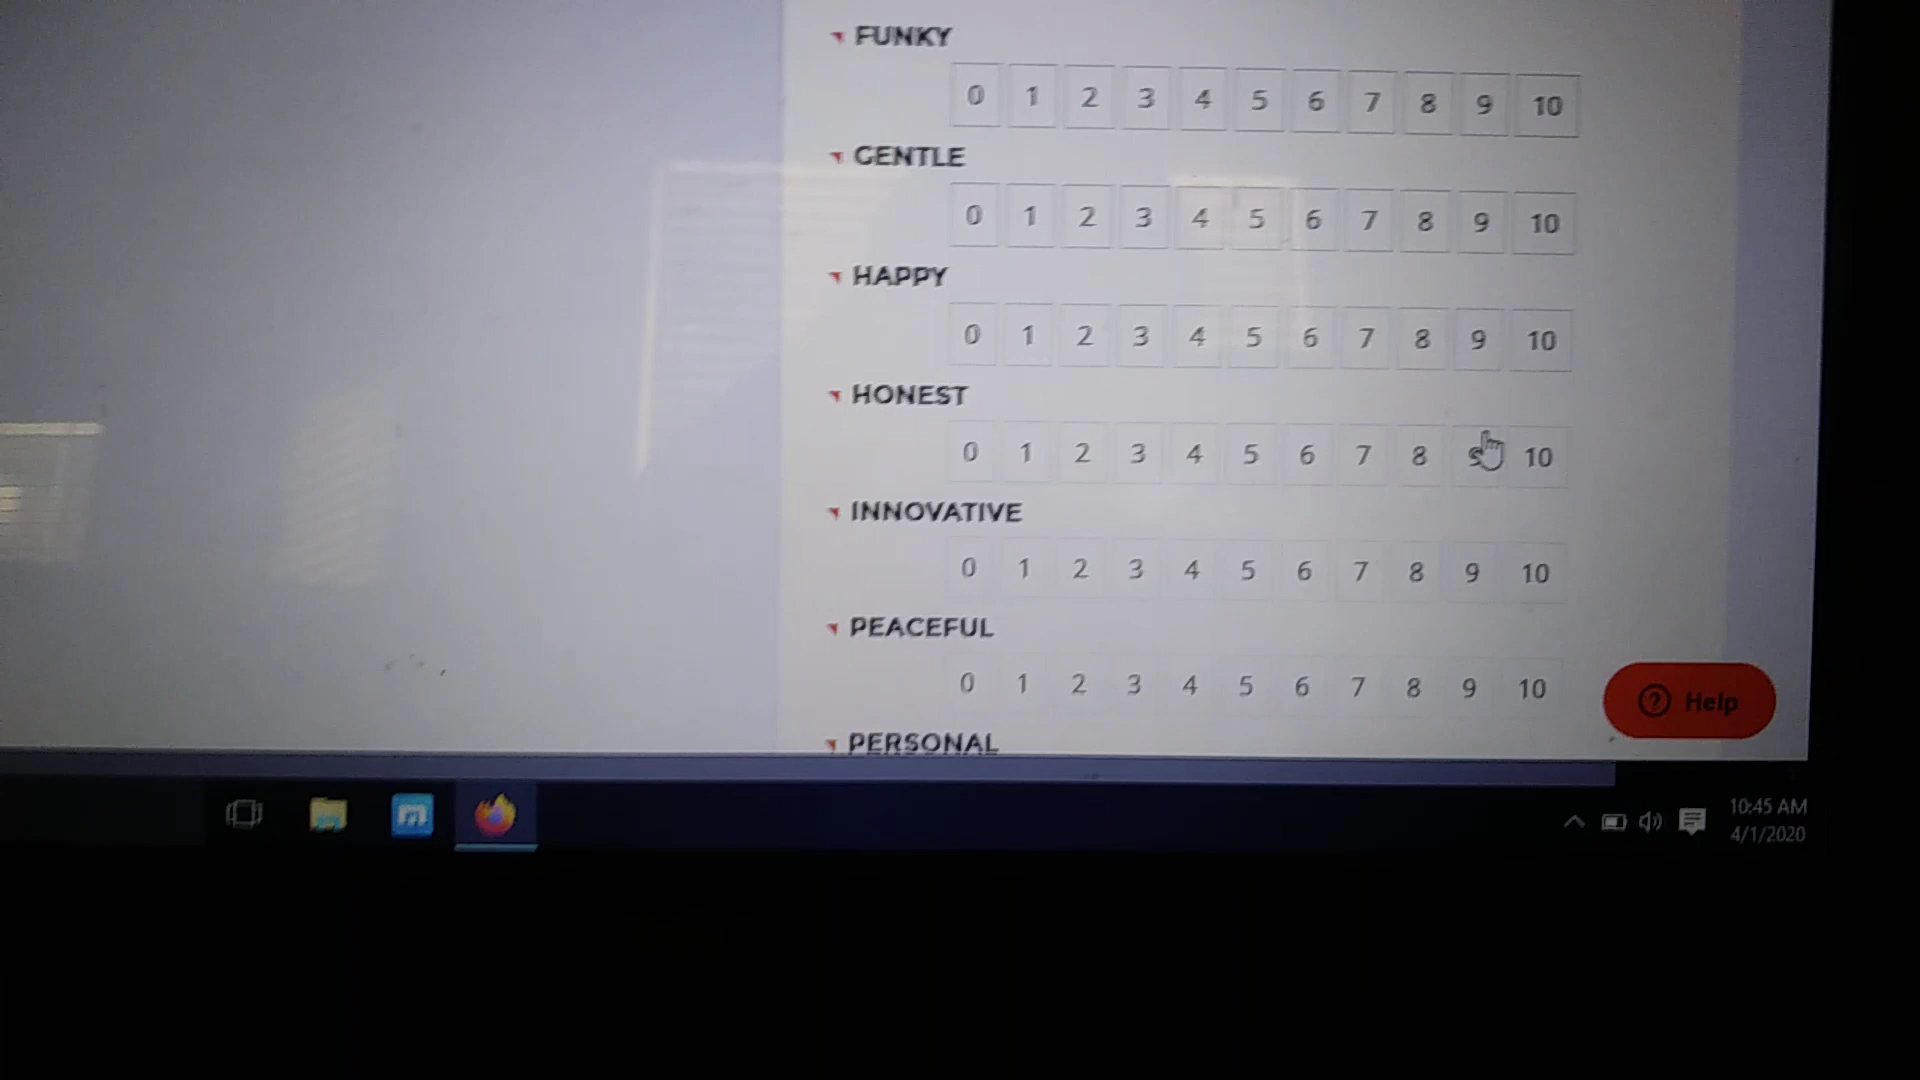 FUNKY
0 1 2 3 4 5 6 7 8 9 10
GENTLE
0 1 2 3 4 5 6 7 8 9 10
HAPPY
0 1 2 3 4 5 6 7 8 9 10
HONEST
0 1 2 3 4 5 6 7 8 9 10
INNOVATIVE
0 1 2 3 4 5 6 7 8 9 10
PEACEFUL
0 1 2 3 4 5 6 7 8 9 10
? Help
PERSONAL
10:45 AM
4/1/2020